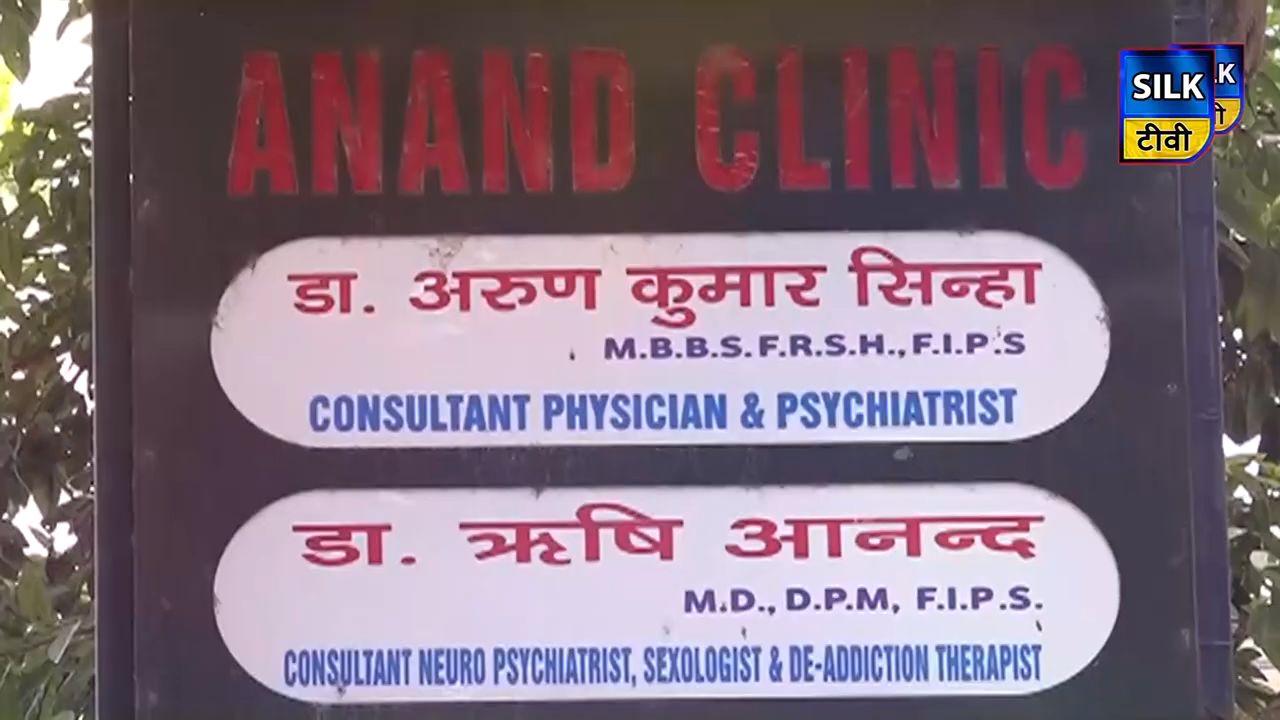 ANAND CLINIC
SILK
टीवी
डा. अरुण कुमार सिन्हा
M.B.B.S. F.R.S.H., F.I.P.S
CONSULTANT PHYSICIAN & PSYCHIATRIST
डा. ऋषि आनन्द
M.D., D.P.M, F.I.P.S.
CONSULTANT NEURO PSYCHIATRIST, SEXOLOGIST & DE-ADDICTION THERAPIST